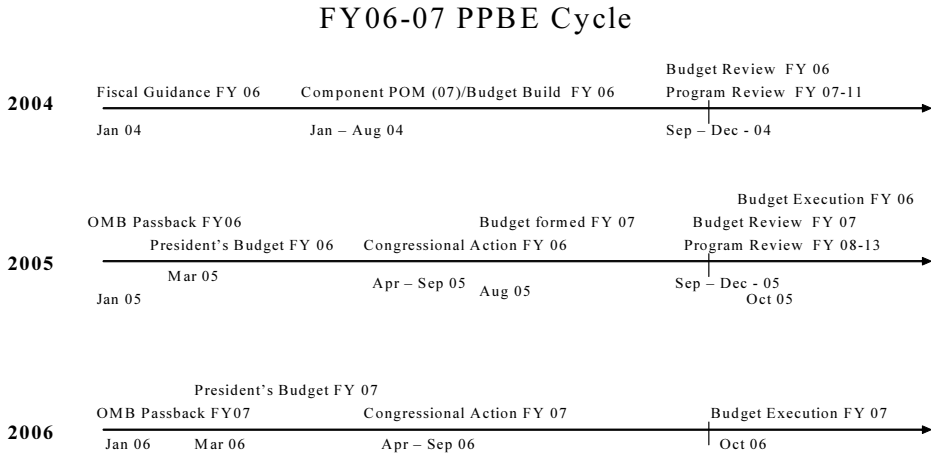 FY06-07 PPBE Cycle
Budget Review FY 06
Fiscal Guidance FY 06 Component POM (07)/Budget Build FY 06 Program Review FY 07-11
2004
Jan 04 Jan – Aug 04 Sep – Dec - 04
Budget Execution FY 06
OMB Passback FY06 Budget formed FY 07 Budget Review FY 07
President's Budget FY 06 Congressional Action FY 06 Program Review FY 08-13
2005
Mar 05 Apr – Sep 05 Sep – Dec - 05
Jan 05 Aug 05 Oct 05
President's Budget FY 07
OMB Passback FY07 Congressional Action FY 07 Budget Execution FY 07
2006
Jan 06 Mar 06 Apr – Sep 06 Oct 06